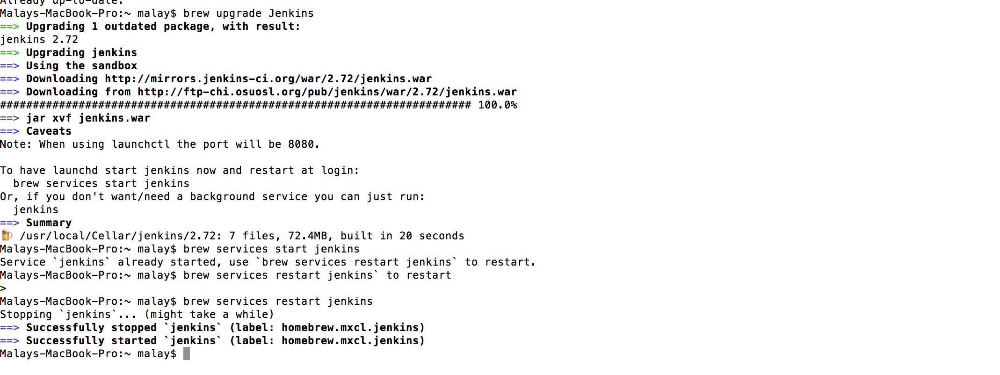 Already up-to-date.
Malays-MacBook-Pro:~ malay$ brew upgrade Jenkins
==> Upgrading 1 outdated package, with result:
jenkins 2.72
==> Upgrading jenkins
==> Using the sandbox
==> Downloading http://mirrors.jenkins-ci.org/war/2.72/jenkins.war
==> Downloading from http://ftp-chi.osuosl.org/pub/jenkins/war/2.72/jenkins.war
######################################################################## 100.0%
==> jar xvf jenkins.war
==> Caveats
Note: When using launchctl the port will be 8080.

To have launchd start jenkins now and restart at login:
  brew services start jenkins
Or, if you don't want/need a background service you can just run:
  jenkins
==> Summary
🍺 /usr/local/Cellar/jenkins/2.72: 7 files, 72.4MB, built in 20 seconds
Malays-MacBook-Pro:~ malay$ brew services start jenkins
Service `jenkins` already started, use `brew services restart jenkins` to restart.
Malays-MacBook-Pro:~ malay$ brew services restart jenkins` to restart
>
Malays-MacBook-Pro:~ malay$ brew services restart jenkins
Stopping `jenkins`... (might take a while)
==> Successfully stopped `jenkins` (label: homebrew.mxcl.jenkins)
==> Successfully started `jenkins` (label: homebrew.mxcl.jenkins)
Malays-MacBook-Pro:~ malay$